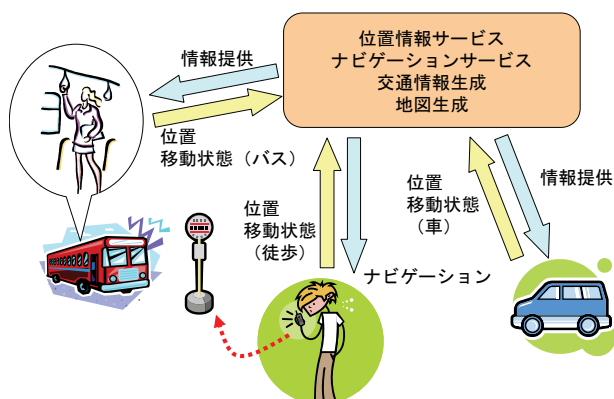 位置情報サービス
ナビゲーションサービス
交通情報生成
地図生成
情報提供
位置
移動状態（バス）
位置
移動状態
（徒歩）
ナビゲーション
位置
移動状態
（車）
情報提供